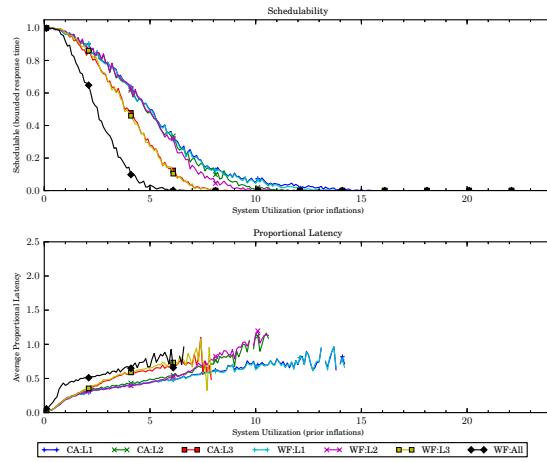 Schedulability
1.0
0.8
0.6
0.4
0.2
0.0
Schedulable (bounded response time)
0 5 10 15 20
System Utilization (prior inflations)
Proportional Latency
2.5
2.0
1.5
1.0
0.5
0.0
Average Proportional Latency
0 5 10 15 20
System Utilization (prior inflations)
CA:L1 CA:L2 CA:L3 WF:L1 WF:L2 WF:L3 WF:All